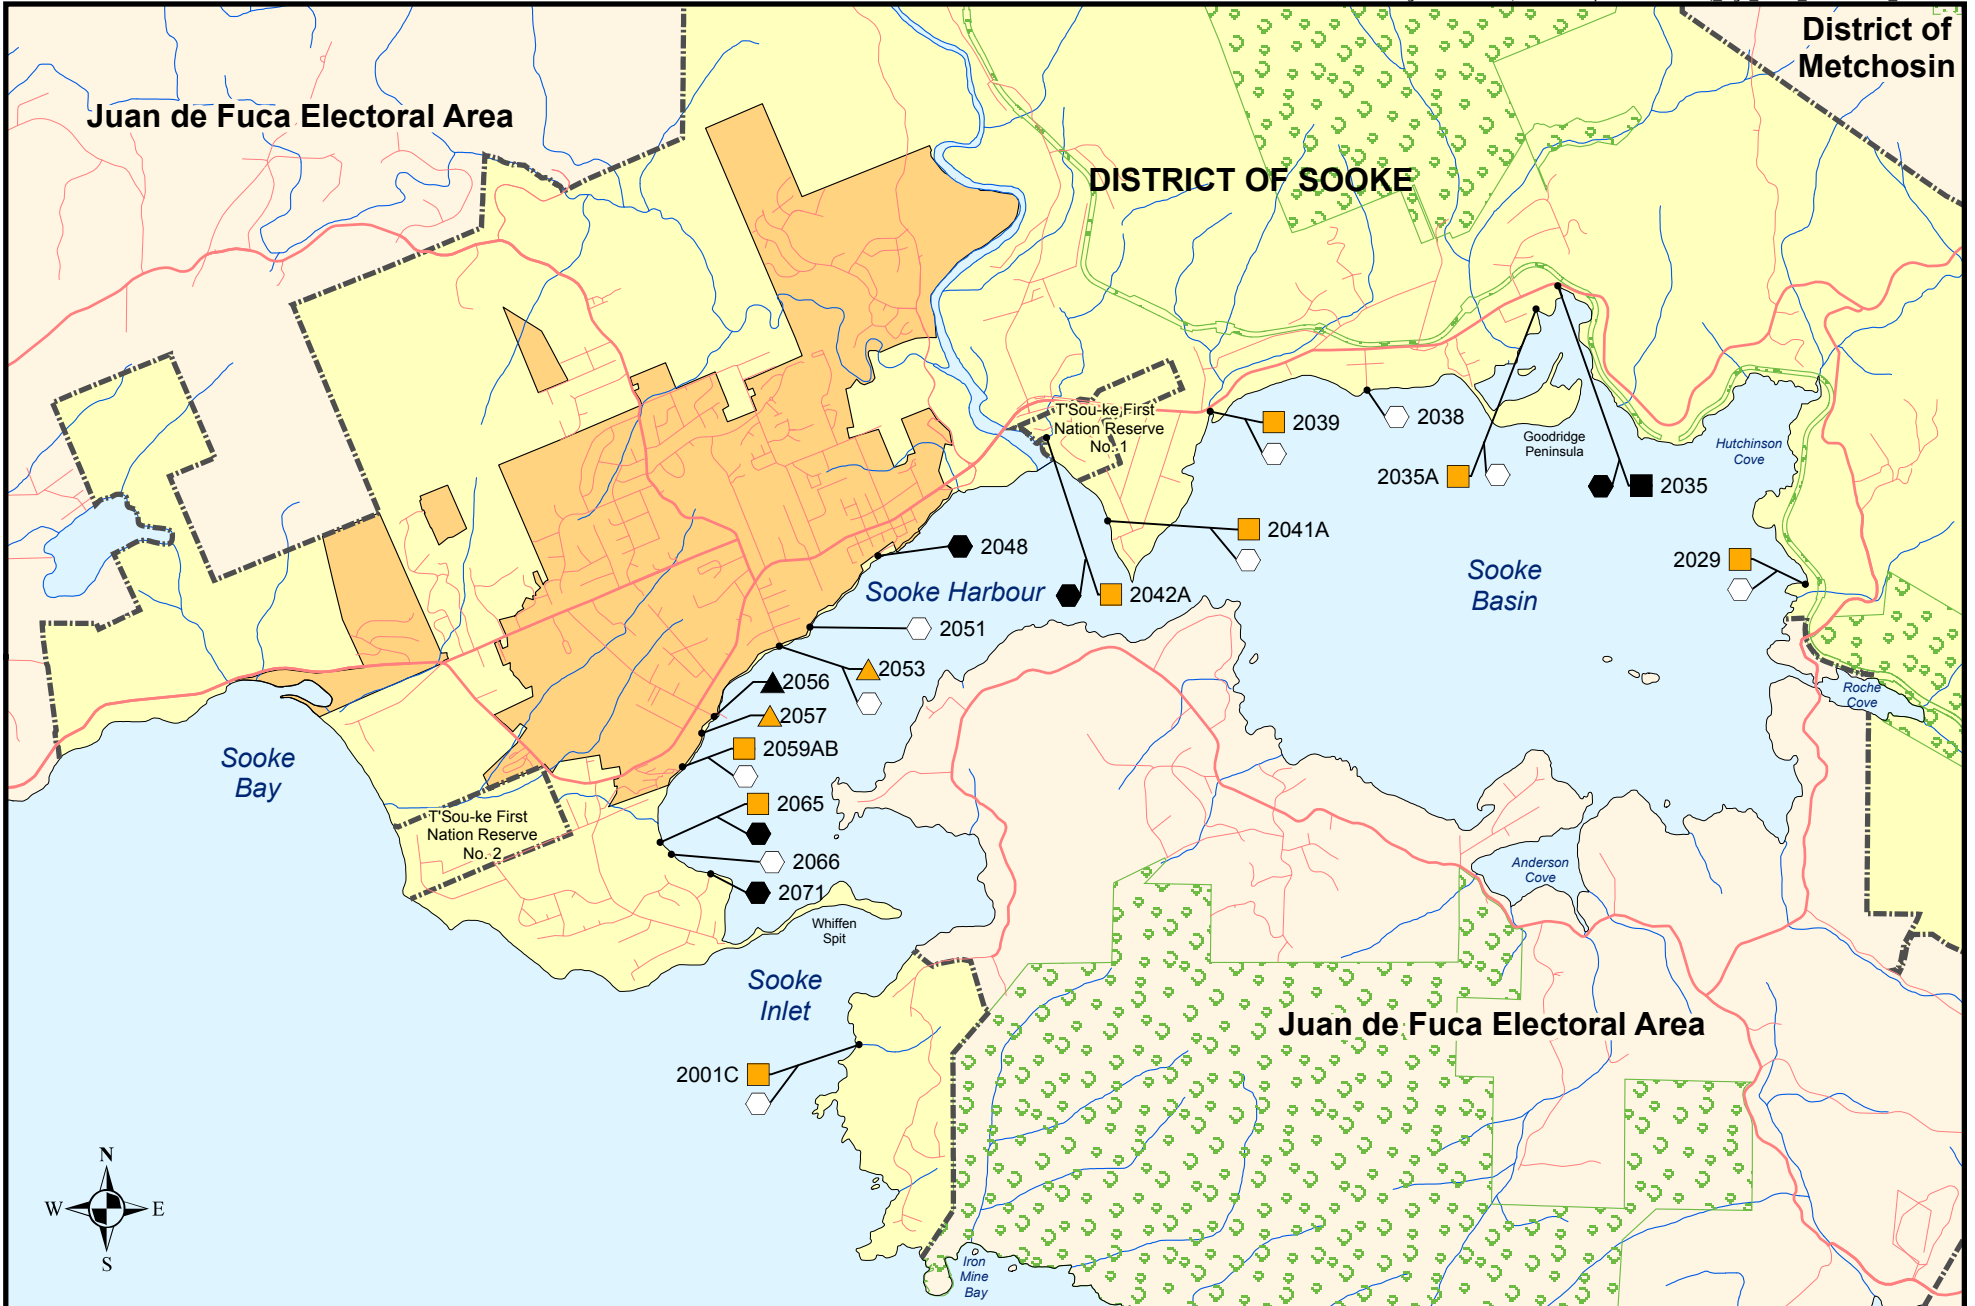 District of
Metchosin
Juan de Fuca Electoral Area
DISTRICT OF SOOKE
T'Sou-ke First
Nation Reserve
No. 1
2039
2038
Goodridge
Peninsula
Hutchinson
Cove
2035A
2035
2041A
2048
2029
Sooke
Basin
Sooke Harbour
2042A
2051
2053
2056
2057
Roche
Cove
2059AB
Sooke
Bay
2065
T'Sou-ke First
Nation Reserve
No. 2
2066
Anderson
Cove
2071
Whiffen
Spit
Sooke
Inlet
Juan de Fuca Electoral Area
2001C
N
W
E
S
Iron
Mine
Bay